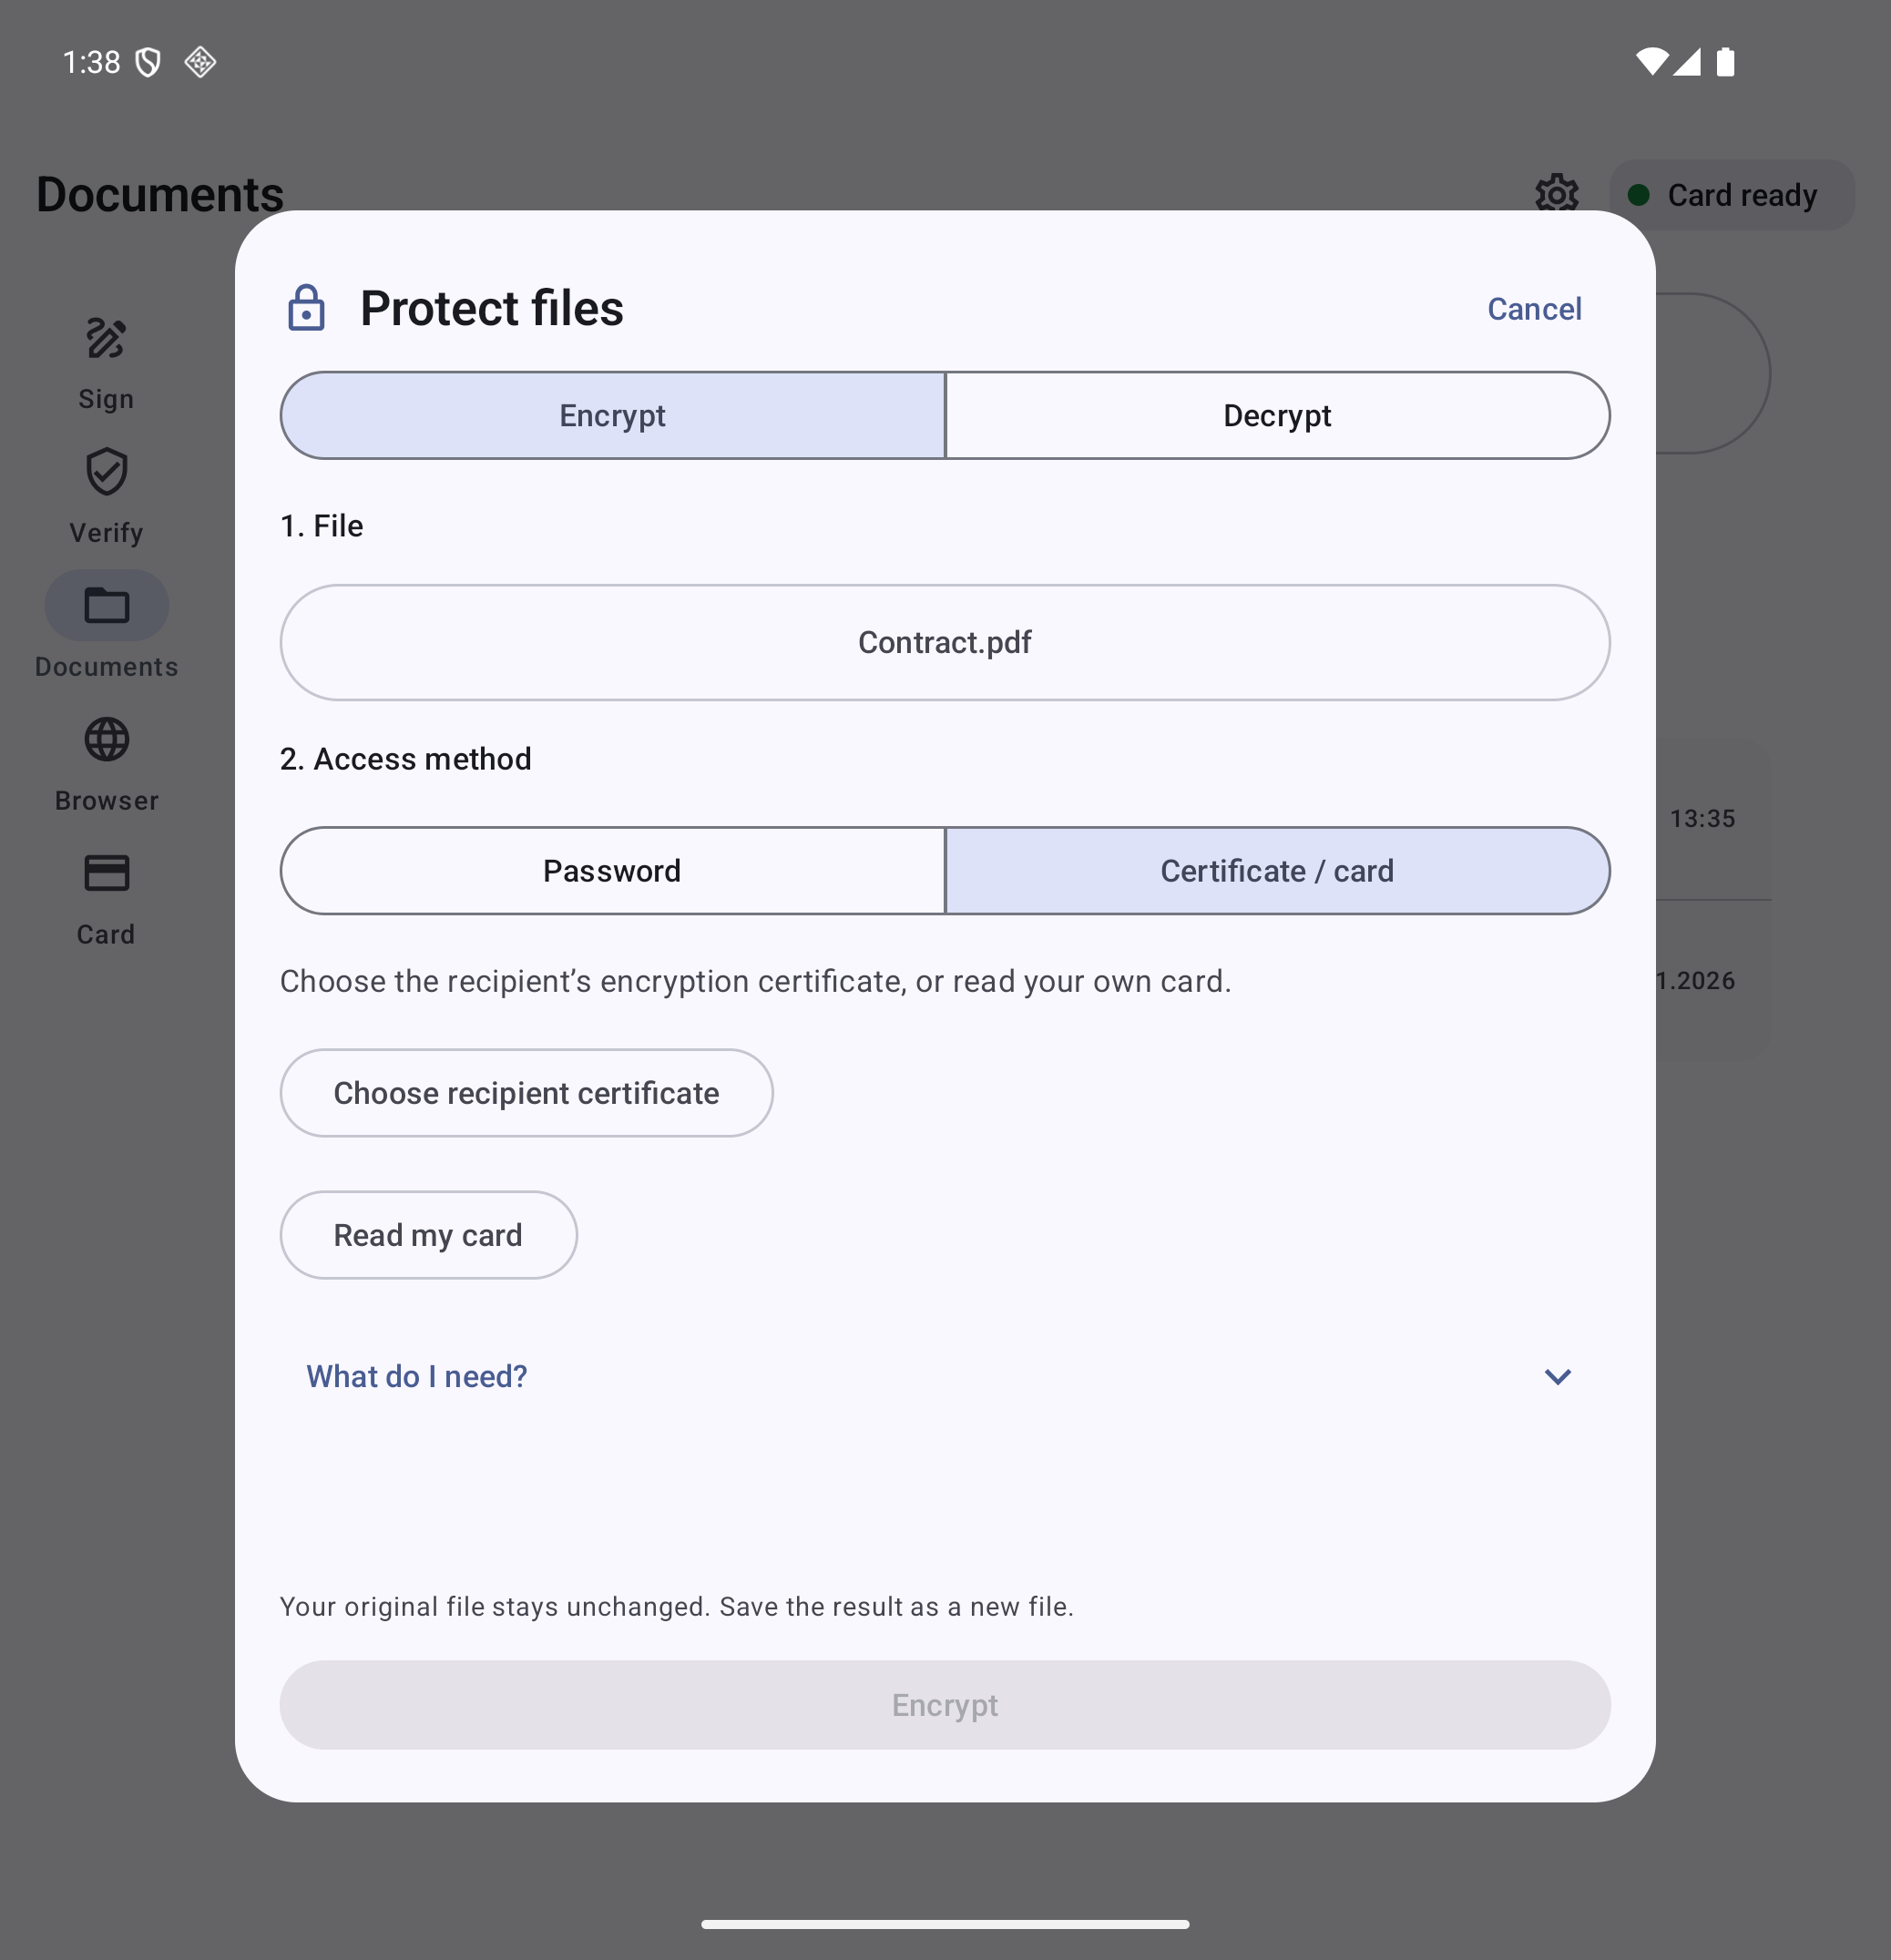 1:38
Documents
Card ready
Protect files
Cancel
Encrypt
Decrypt
Sign
Verify
Documents
Browser
Card
1. File
Contract.pdf
2. Access method
Password
Certificate / card
13:35
Choose the recipient’s encryption certificate, or read your own card.
1.2026
Choose recipient certificate
Read my card
What do I need?
Your original file stays unchanged. Save the result as a new file.
Encrypt